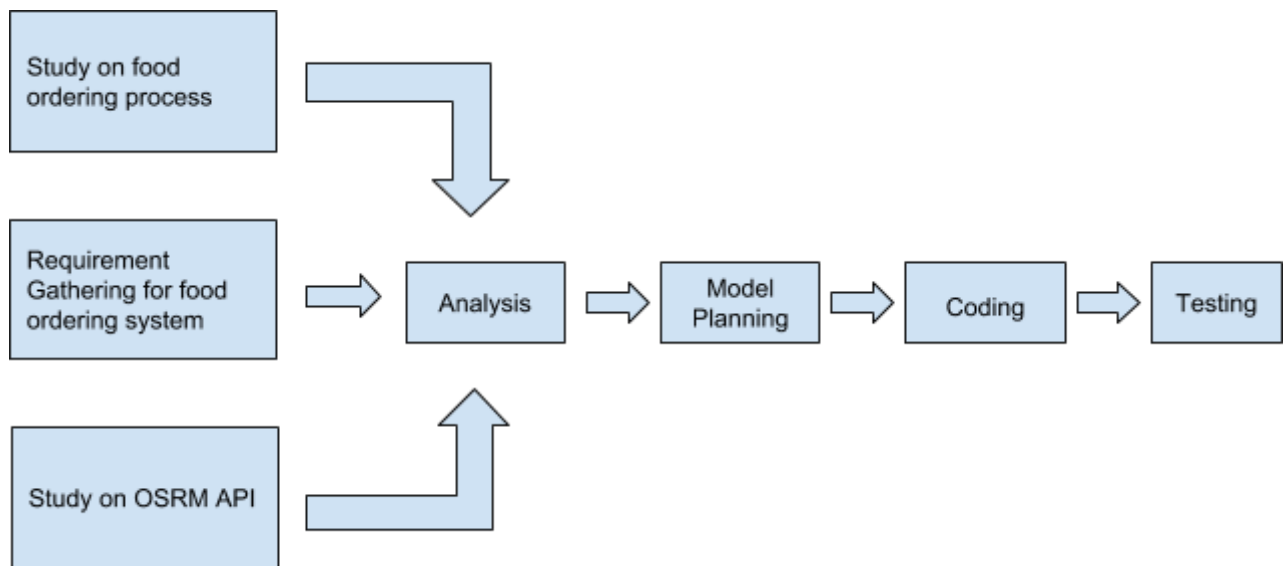 Study on food
ordering process
Requirement
Gathering for food
ordering system
Analysis
Model
Planning
Coding
Testing
Study on OSRM API